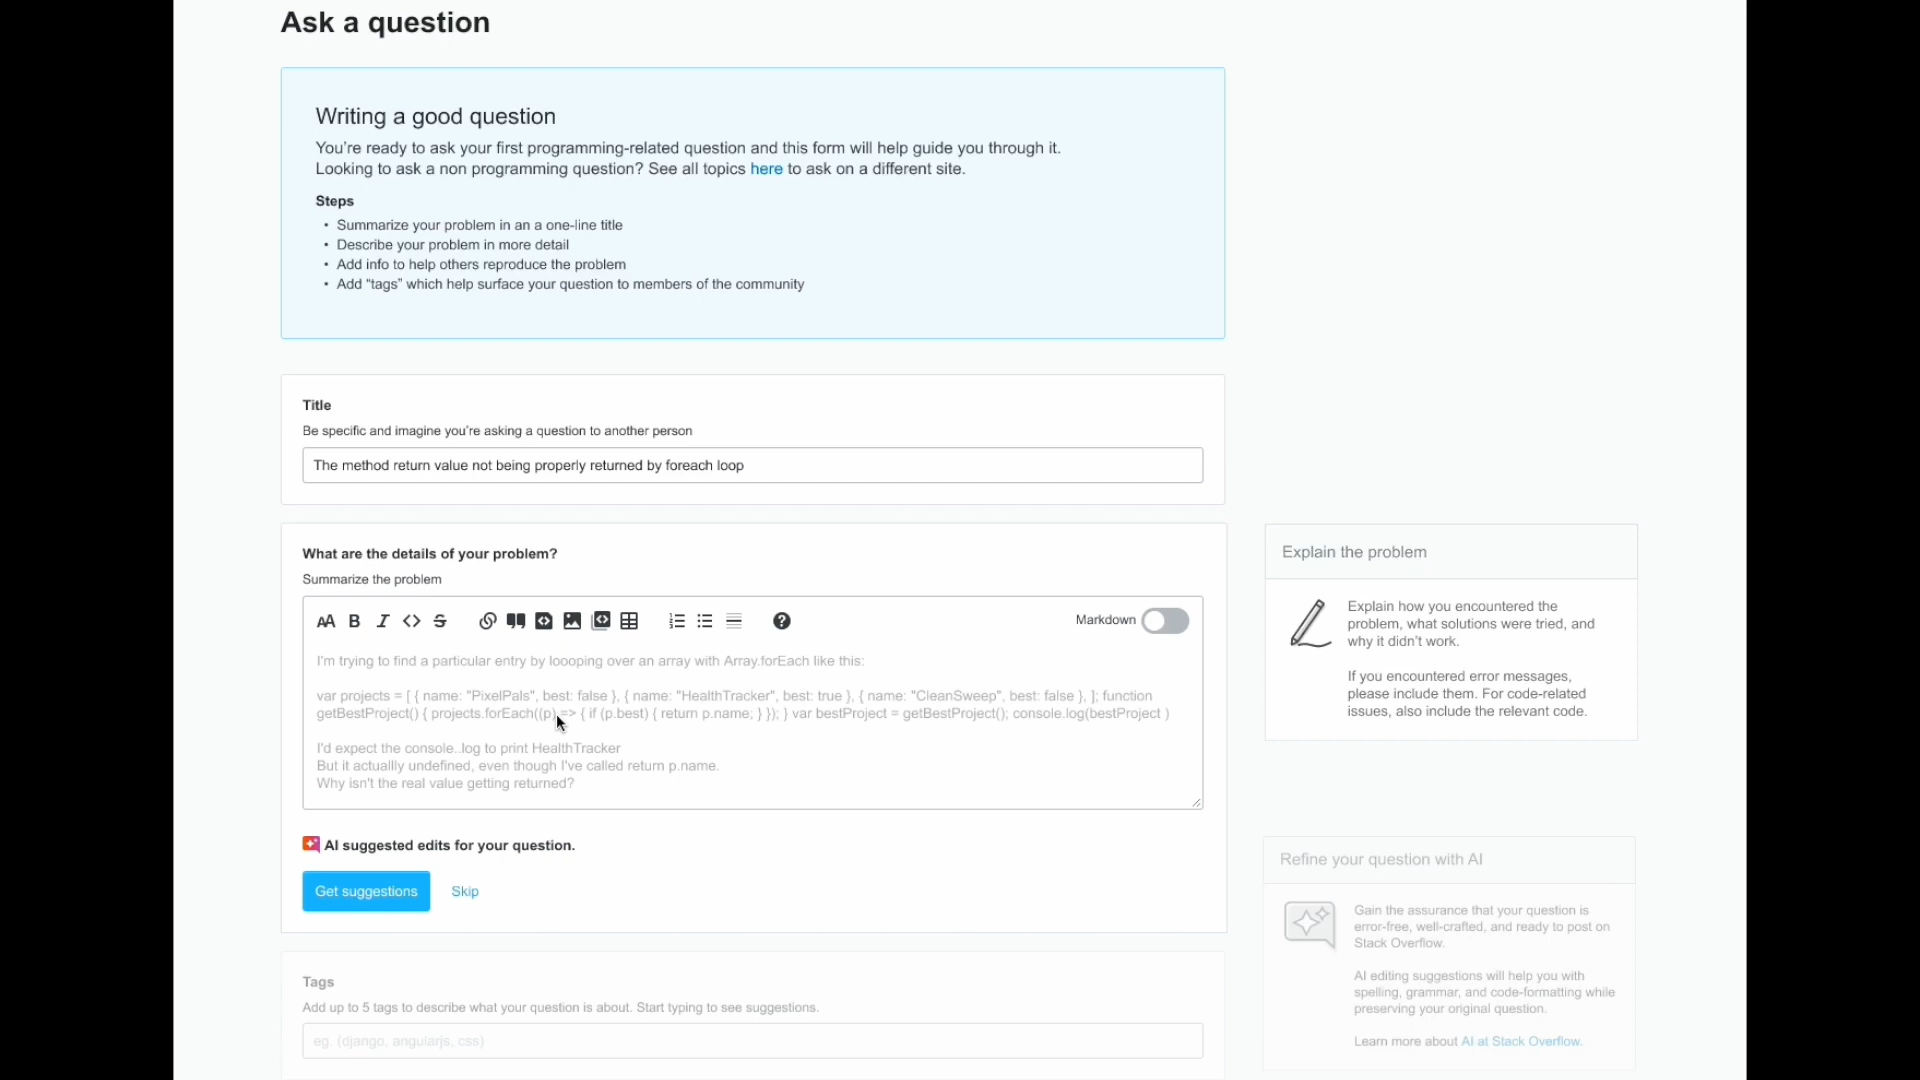 Ask a question
Writing a good question
You're ready to ask your first programming-related question and this form will help guide you through it.
Looking to ask a non programming question? See all topics here to ask on a different site.
Steps
• Summarize your problem in an a one-line title
• Describe your problem in more detail
• Add info to help others reproduce the problem
• Add “tags” which help surface your question to members of the community
Title
Be specific and imagine you're asking a question to another person
The method return value not being properly returned by foreach loop
What are the details of your problem?
Summarize the problem
AA B I <> S
Markdown
I'm trying to find a particular entry by loooping over an array with Array.forEach like this:
var projects = [ { name: "PixelPals", best: false }, { name: "HealthTracker", best: true }, { name: "CleanSweep", best: false }, ]; function
getBestProject() { projects.forEach((p) => { if (p.best) { return p.name; } }); } var bestProject = getBestProject(); console.log(bestProject )
I'd expect the console..log to print HealthTracker
But it actuallly undefined, even though I've called return p.name.
Why isn't the real value getting returned?
AI suggested edits for your question.
Get suggestions Skip
Tags
Add up to 5 tags to describe what your question is about. Start typing to see suggestions.
eg. (django, angularjs, css)
Explain the problem
Explain how you encountered the
problem, what solutions were tried, and
why it didn't work.
If you encountered error messages,
please include them. For code-related
issues, also include the relevant code.
Refine your question with AI
Gain the assurance that your question is
error-free, well-crafted, and ready to post on
Stack Overflow.
AI editing suggestions will help you with
spelling, grammar, and code-formatting while
preserving your original question.
Learn more about AI at Stack Overflow.